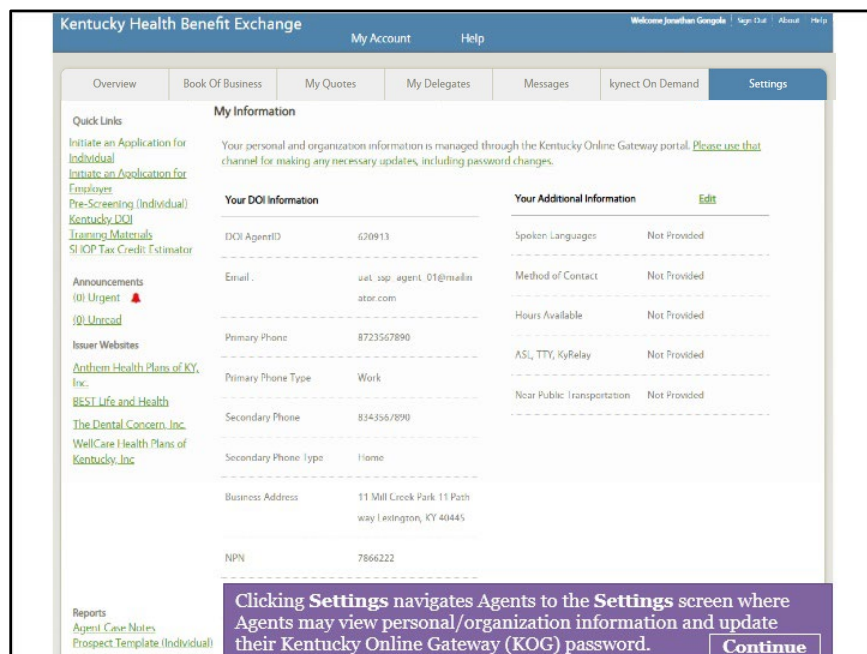 Kentucky Health Benefit Exchange
Welcome Jonathan Gongola | Sign Out | About Help
My Account Help
Overview Book Of Business My Quotes My Delegates Messages kynect On Demand Settings
Quick Links
Initiate an Application for
Individual
Initiate an Application for
Employer
Pre-Screening (Individual)
Kentucky DOI
Training Materials
SHOP Tax Credit Estimator
Announcements
(0) Urgent
(0) Unread
Issuer Websites
Anthem Health Plans of KY,
Inc.
BEST Life and Health
The Dental Concern, Inc.
WellCare Health Plans of
Kentucky, Inc
Reports
Agent Case Notes
Prospect Template (Individual)
My Information
Your personal and organization information is managed through the Kentucky Online Gateway portal. Please use that
channel for making any necessary updates, including password changes.
Your DOI Information
DOI AgentID 620913
Email . uat_ssp_agent_01@mailin
ator.com
Primary Phone 8723567890
Primary Phone Type Work
Secondary Phone 8343567890
Secondary Phone Type Home
Business Address 11 Mill Creek Park 11 Path
way Lexington, KY 40445
NPN 7866222
Your Additional Information Edit
Spoken Languages Not Provided
Method of Contact Not Provided
Hours Available Not Provided
ASL, TTY, KyRelay Not Provided
Near Public Transportation Not Provided
Clicking Settings navigates Agents to the Settings screen where
Agents may view personal/organization information and update
their Kentucky Online Gateway (KOG) password.
Continue